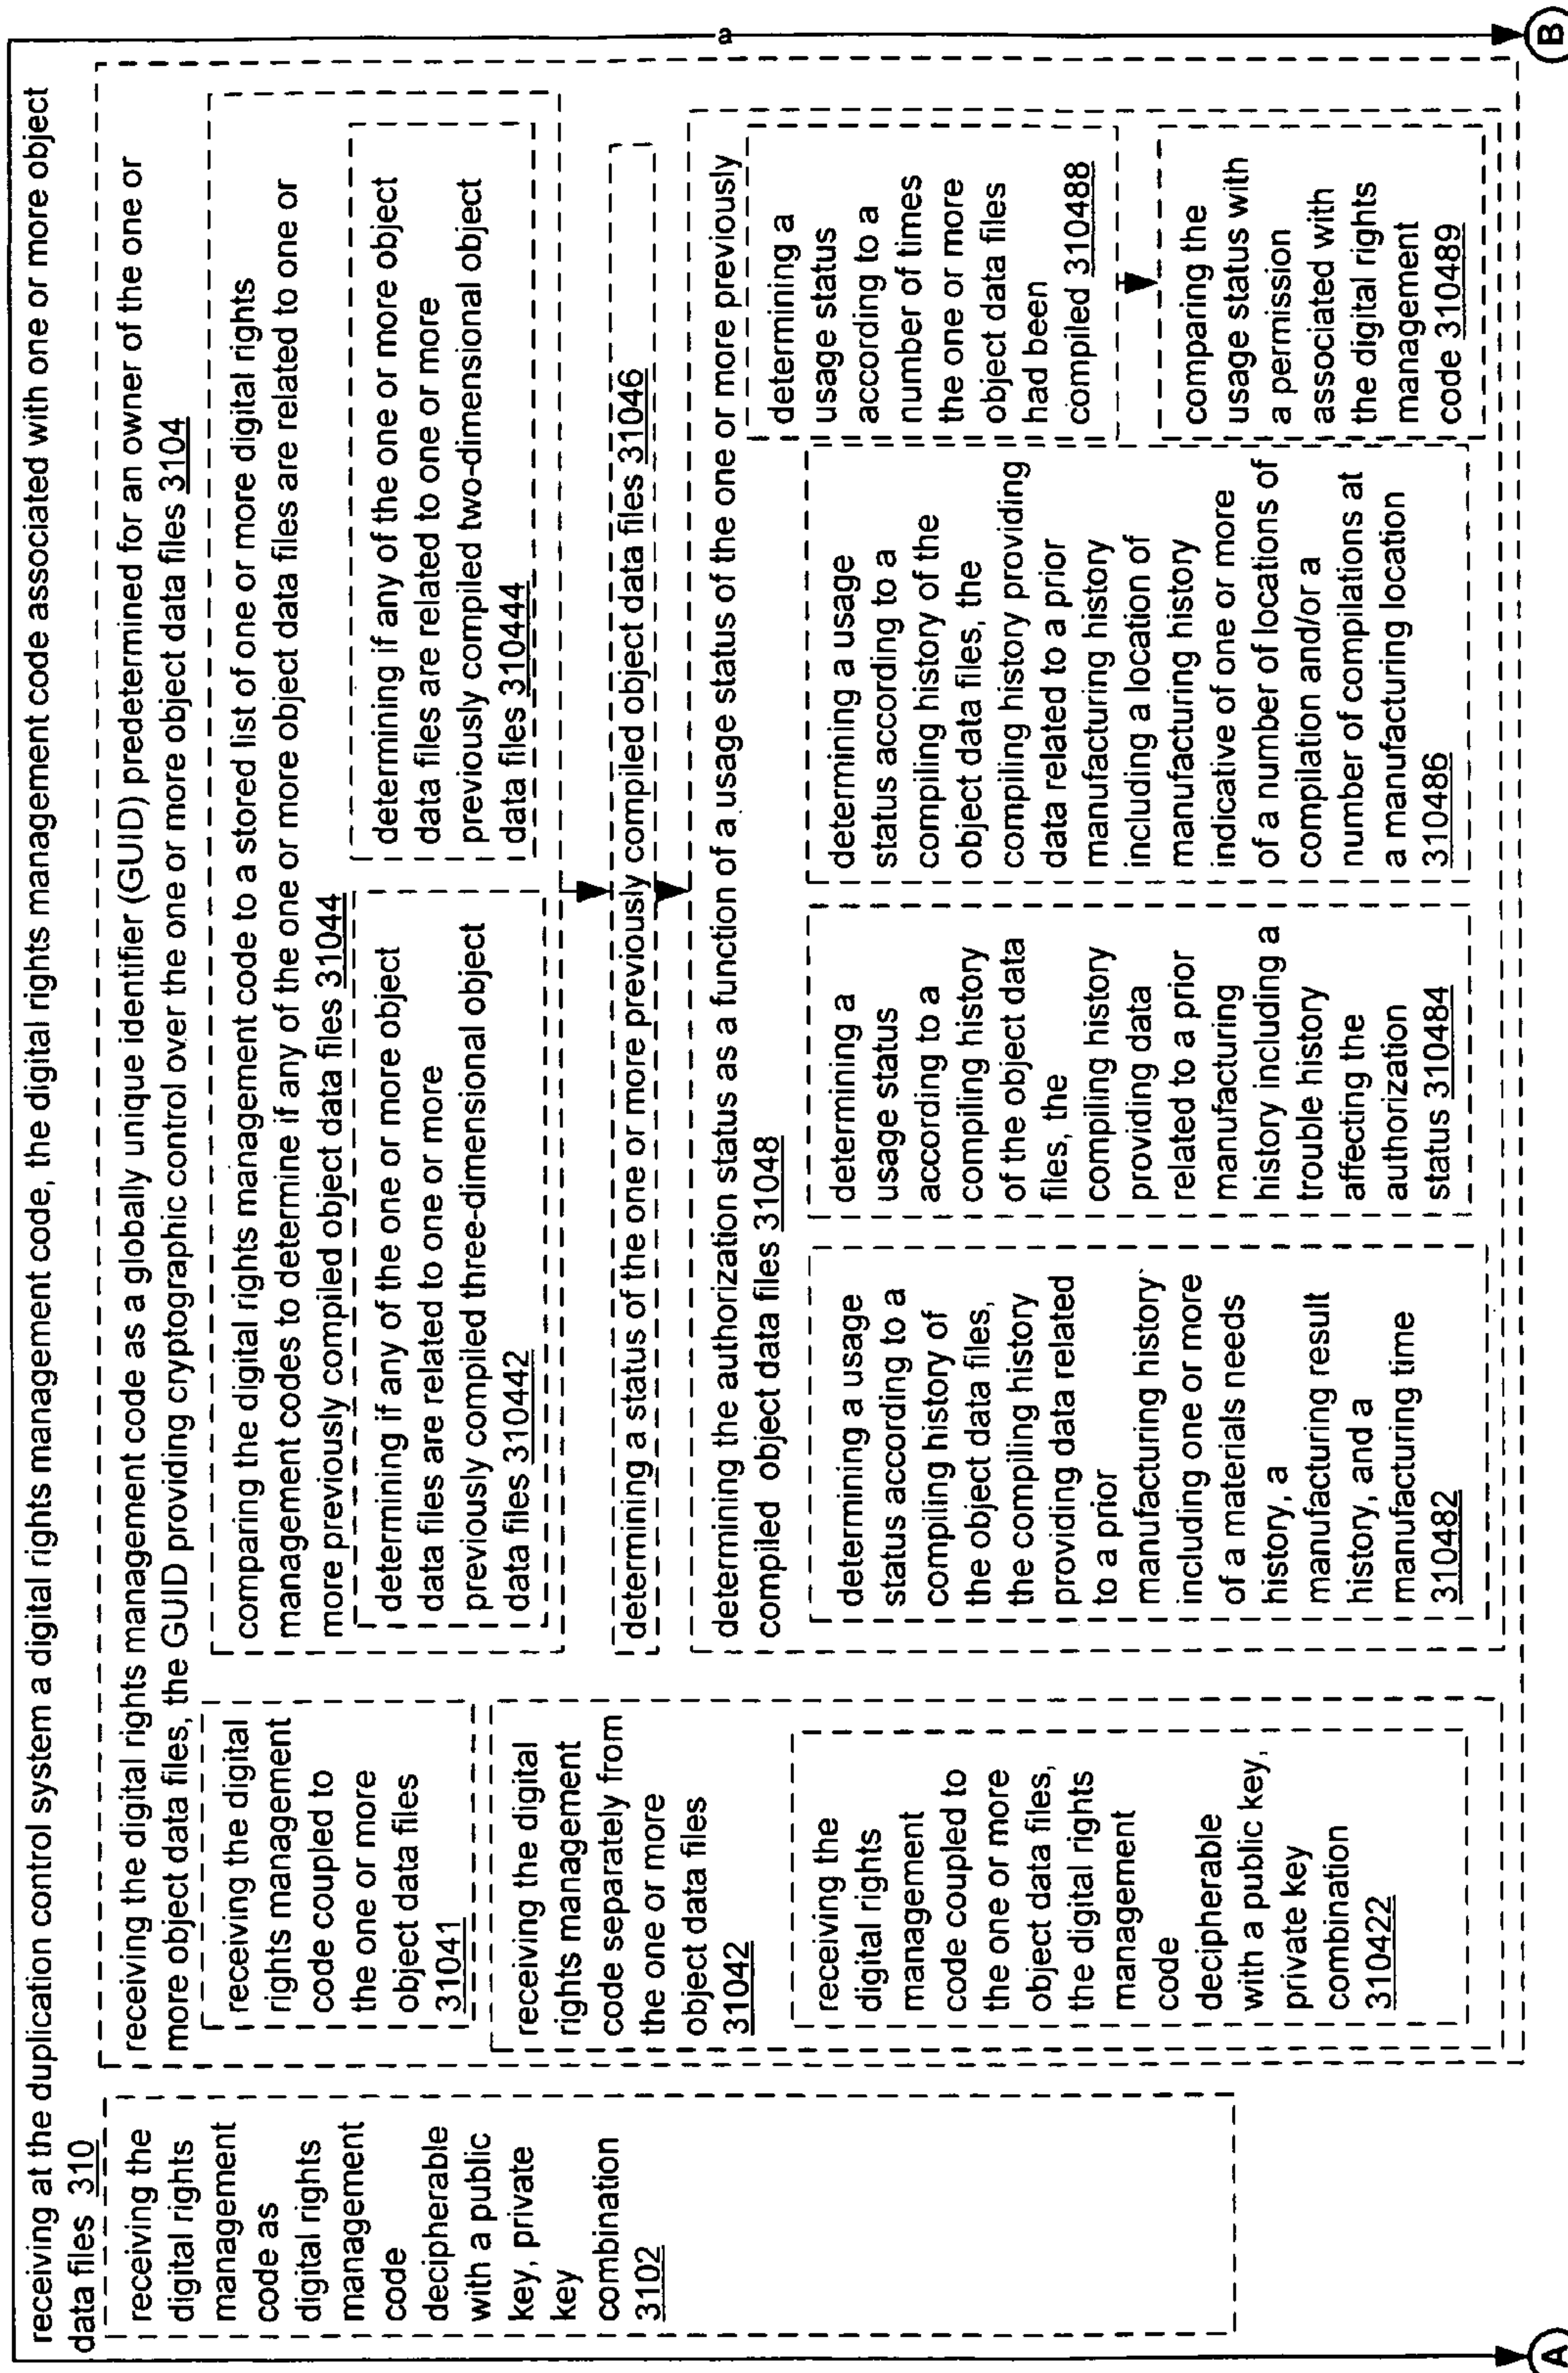 receiving at the duplication control system a digital rights management code, the digital rights management code associated with one or more object
data files 310
receiving the
digital rights
management
code as
digital rights
management
code
decipherable
with a public
key, private
key
combination
3102
receiving the digital rights management code as a globally unique identifier (GUID) predetermined for an owner of the one or
more object data files, the GUID providing cryptographic control over the one or more object data files 3104
receiving the digital
rights management
code coupled to
the one or more
object data files
31041
receiving the digital
rights management
code separately from
the one or more
object data files
31042
receiving the
digital rights
management
code coupled to
the one or more
object data files,
the digital rights
management
code
decipherable
with a public key,
private key
combination
310422
comparing the digital rights management code to a stored list of one or more digital rights
management codes to determine if any of the one or more object data files are related to one or
more previously compiled object data files 31044
determining if any of the one or more object
data files are related to one or more
previously compiled three-dimensional object
data files 310442
determining if any of the one or more object
data files are related to one or more
previously compiled two-dimensional object
data files 310444
determining a status of the one or more previously compiled object data files 31046
determining the authorization status as a function of a usage status of the one or more previously
compiled object data files 31048
determining a usage
status according to a
compiling history of
the object data files,
the compiling history
providing data related
to a prior
manufacturing history
including one or more
of a materials needs
history, a
manufacturing result
history, and a
manufacturing time
310482
determining a
usage status
according to a
compiling history
of the object data
files, the
compiling history
providing data
related to a prior
manufacturing
history including a
trouble history
affecting the
authorization
status 310484
determining a usage
status according to a
compiling history of the
object data files, the
compiling history providing
data related to a prior
manufacturing history
including a location of
manufacturing history
indicative of one or more
of a number of locations of
compilation and/or a
number of compilations at
a manufacturing location
310486
determining a
usage status
according to a
number of times
the one or more
object data files
had been
compiled 310488
comparing the
usage status with
a permission
associated with
the digital rights
management
code 310489
a
A
B